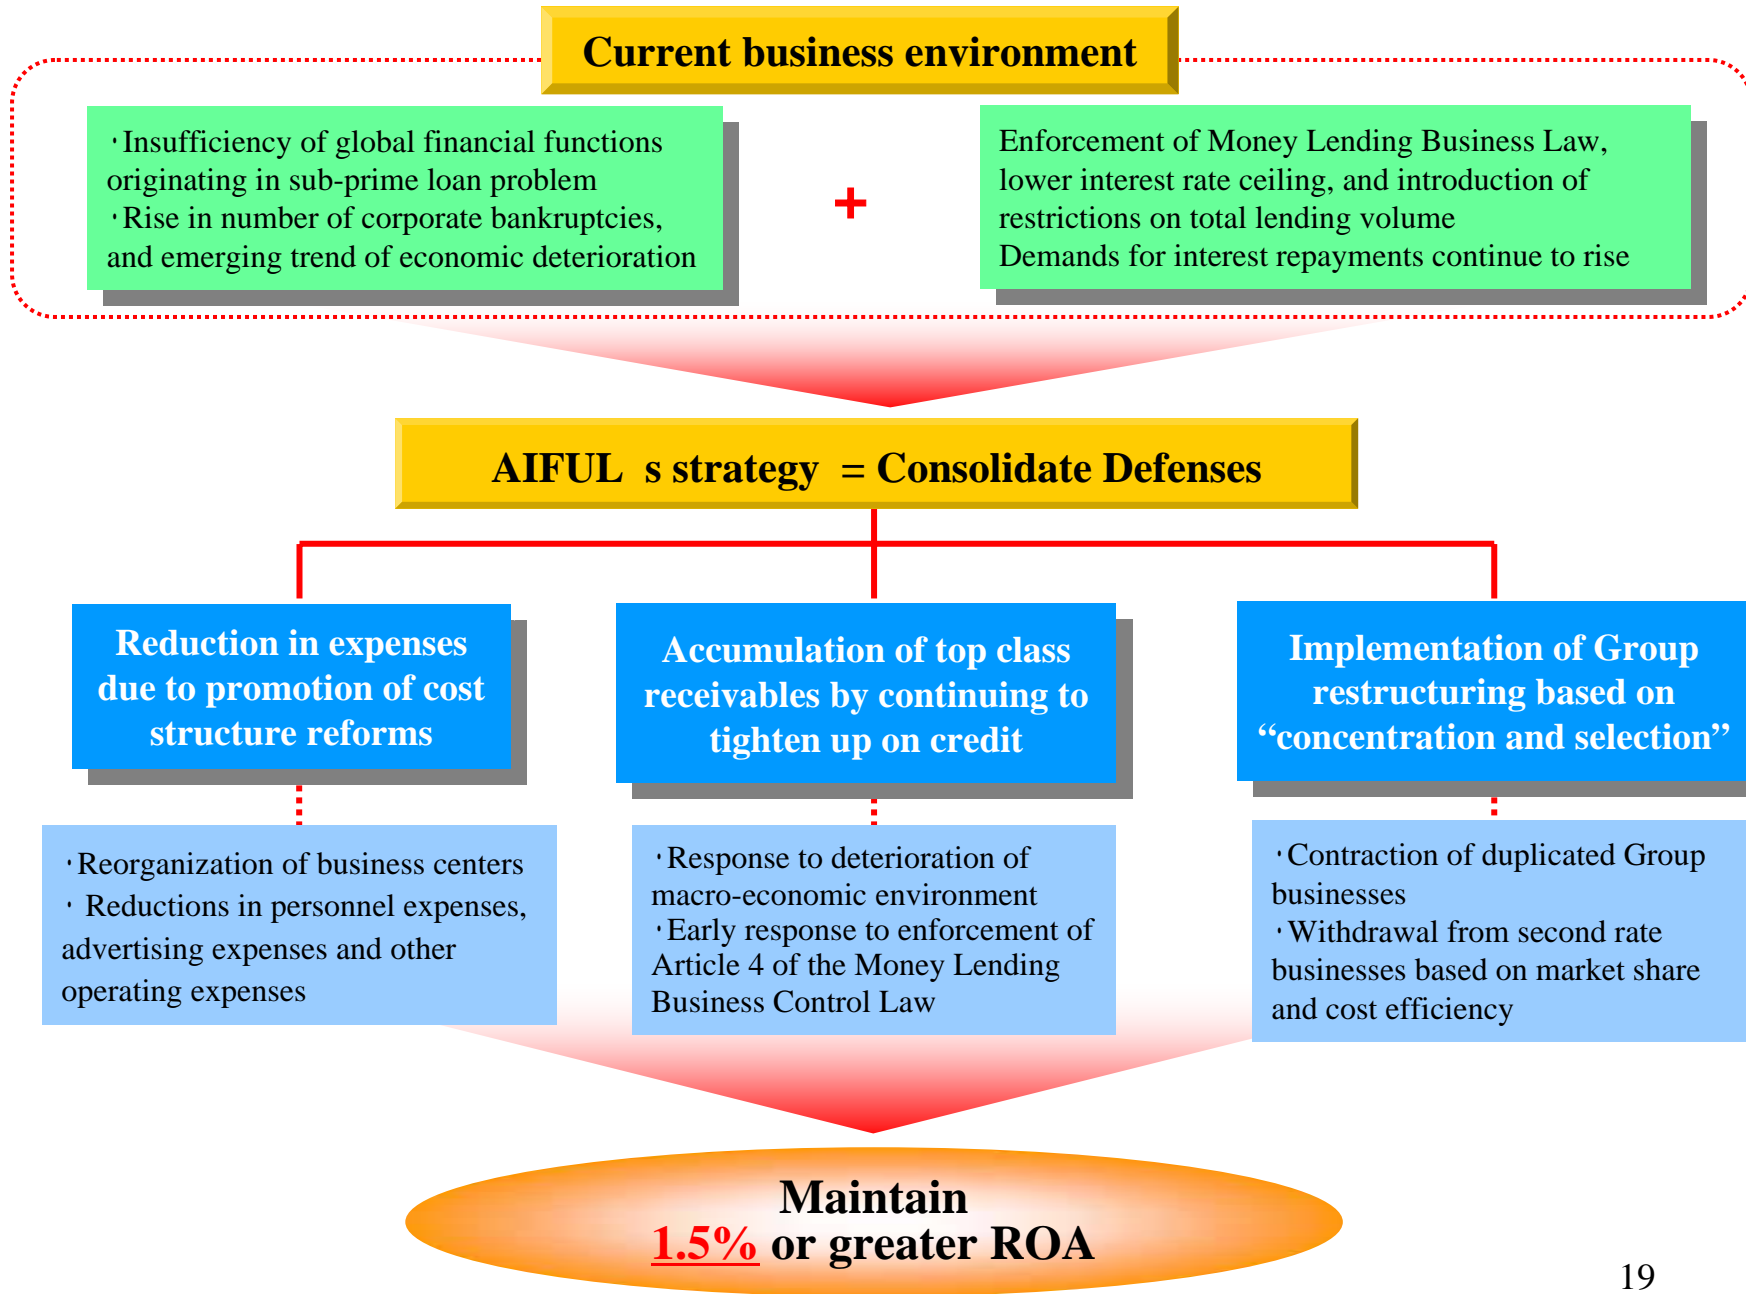 Current business environment
·Insufficiency of global financial functions
originating in sub-prime loan problem
·Rise in number of corporate bankruptcies,
and emerging trend of economic deterioration
+
Enforcement of Money Lending Business Law,
lower interest rate ceiling, and introduction of
restrictions on total lending volume
Demands for interest repayments continue to rise
AIFUL s strategy = Consolidate Defenses
Reduction in expenses
due to promotion of cost
structure reforms
·Reorganization of business centers
· Reductions in personnel expenses,
advertising expenses and other
operating expenses
Accumulation of top class
receivables by continuing to
tighten up on credit
·Response to deterioration of
macro-economic environment
·Early response to enforcement of
Article 4 of the Money Lending
Business Control Law
Implementation of Group
restructuring based on
“concentration and selection”
·Contraction of duplicated Group
businesses
·Withdrawal from second rate
businesses based on market share
and cost efficiency
Maintain
1.5% or greater ROA
19